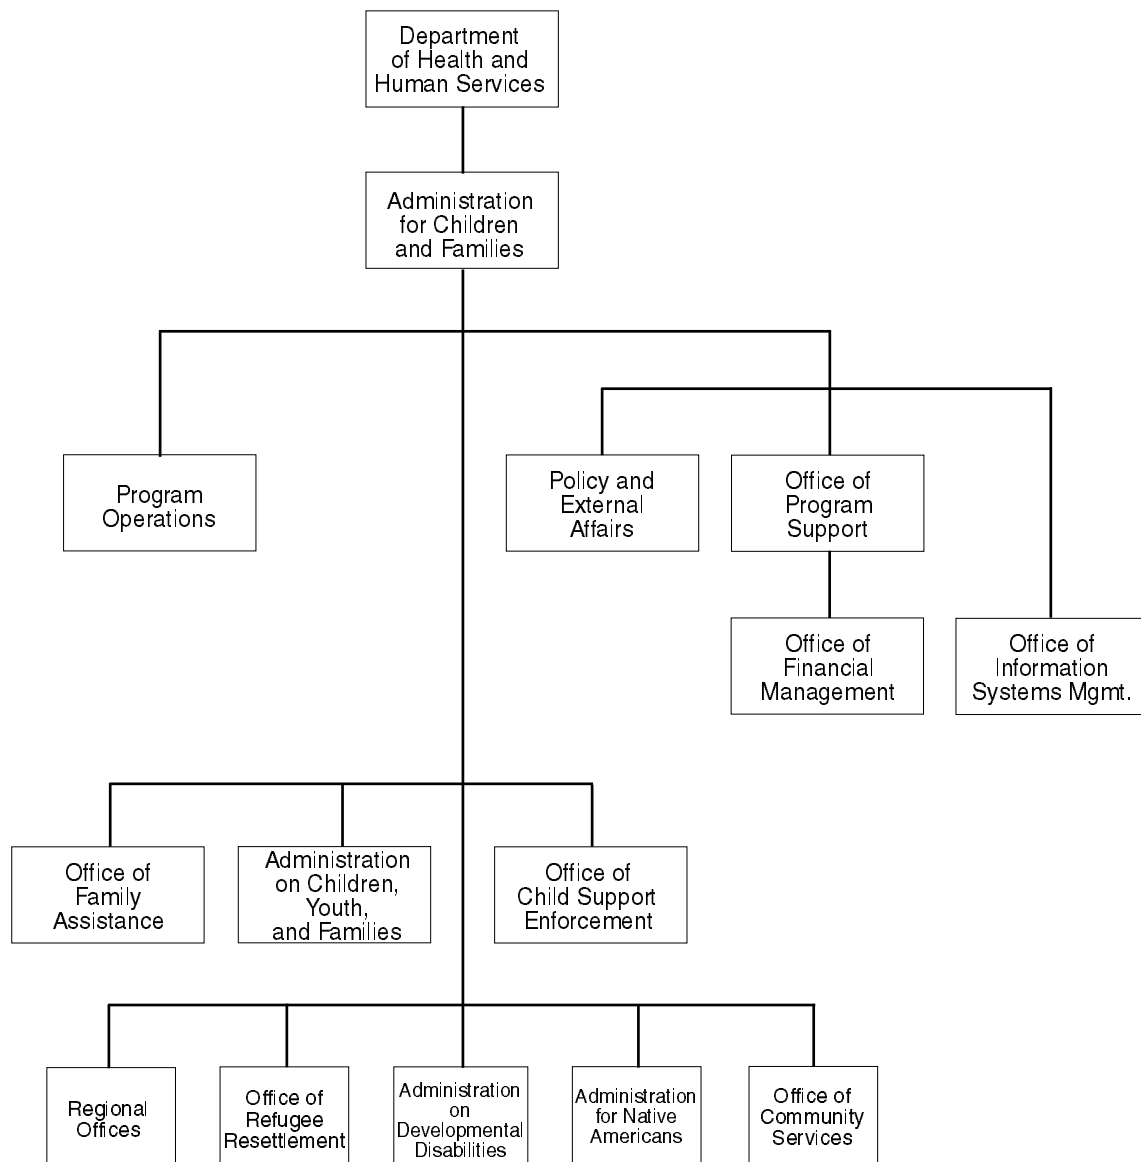 Department
of Health and
Human Services
Administration
for Children
and Families
Program
Operations
Policy and
External
Affairs
Office of
Program
Support
Office of
Financial
Management
Office of
Information
Systems Mgmt.
Office of
Family
Assistance
Administration
on Children,
Youth,
and Families
Office of
Child Support
Enforcement
Regional
Offices
Office of
Refugee
Resettlement
Administration
on
Developmental
Disabilities
Administration
for Native
Americans
Office of
Community
Services